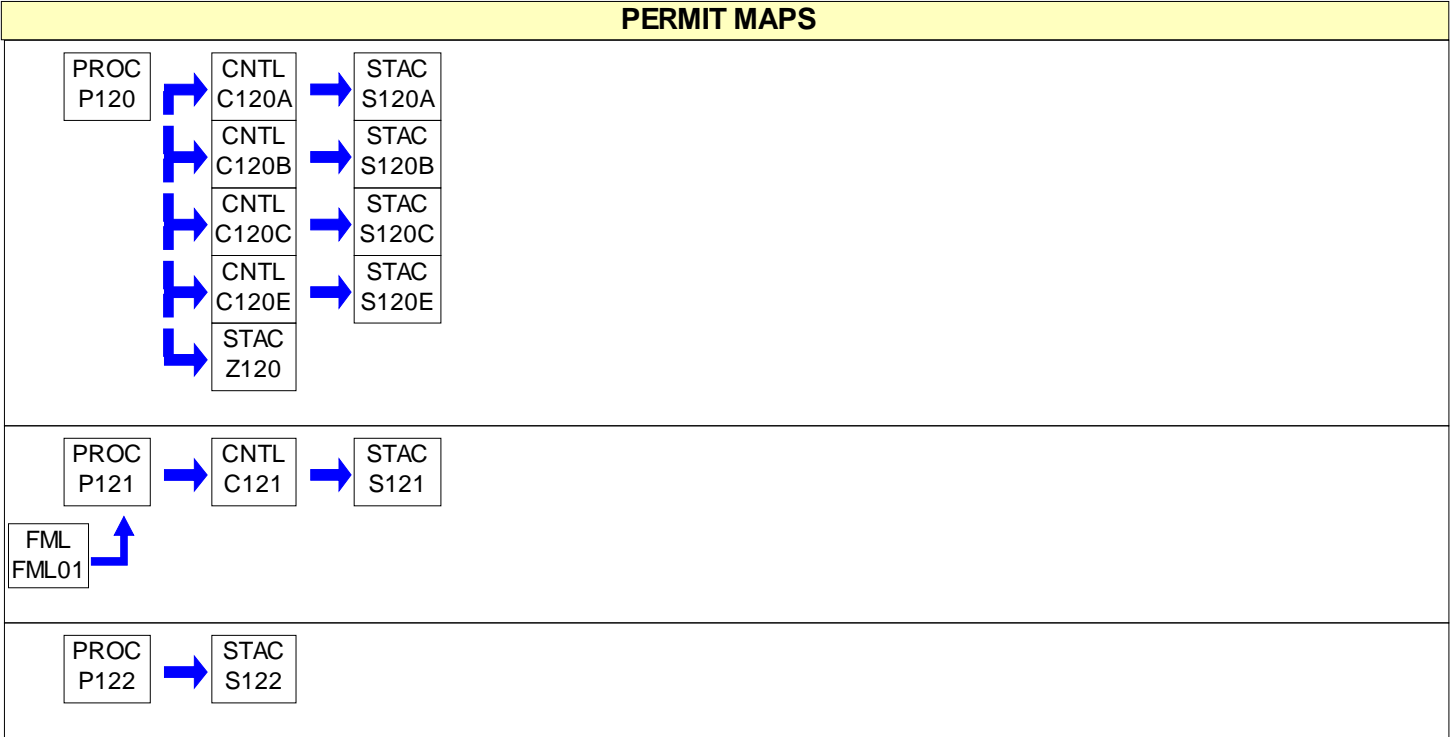 PERMIT MAPS
PROC
P120
CNTL
C120A
STAC
S120A
CNTL
C120B
STAC
S120B
CNTL
C120C
STAC
S120C
CNTL
C120E
STAC
S120E
STAC
Z120
PROC
P121
CNTL
C121
STAC
S121
FML
FML01
PROC
P122
STAC
S122